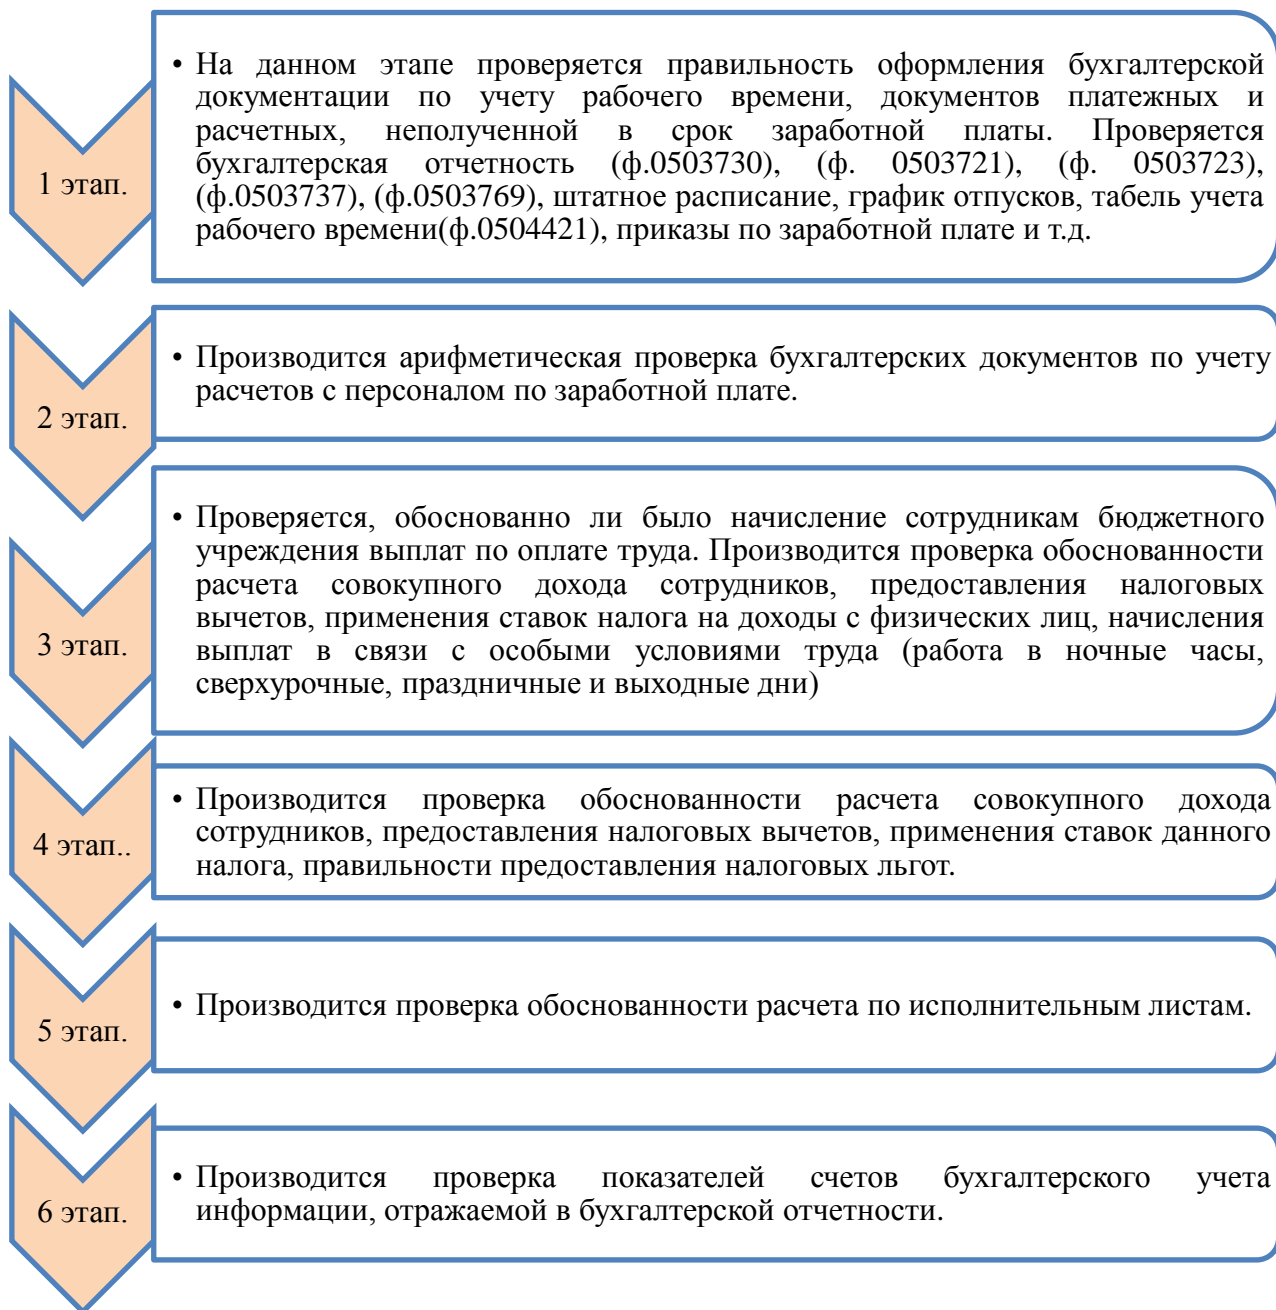 1 этап.
• На данном этапе проверяется правильность оформления бухгалтерской
документации по учету рабочего времени, документов платежных и
расчетных, неполученной в срок заработной платы. Проверяется
бухгалтерская отчетность (ф.0503730), (ф. 0503721), (ф. 0503723),
(ф.0503737), (ф.0503769), штатное расписание, график отпусков, табель учета
рабочего времени(ф.0504421), приказы по заработной плате и т.д.
2 этап.
• Производится арифметическая проверка бухгалтерских документов по учету
расчетов с персоналом по заработной плате.
3 этап.
• Проверяется, обоснованно ли было начисление сотрудникам бюджетного
учреждения выплат по оплате труда. Производится проверка обоснованности
расчета совокупного дохода сотрудников, предоставления налоговых
вычетов, применения ставок налога на доходы с физических лиц, начисления
выплат в связи с особыми условиями труда (работа в ночные часы,
сверхурочные, праздничные и выходные дни)
4 этап..
• Производится проверка обоснованности расчета совокупного дохода
сотрудников, предоставления налоговых вычетов, применения ставок данного
налога, правильности предоставления налоговых льгот.
5 этап.
• Производится проверка обоснованности расчета по исполнительным листам.
6 этап.
• Производится проверка показателей счетов бухгалтерского учета
информации, отражаемой в бухгалтерской отчетности.